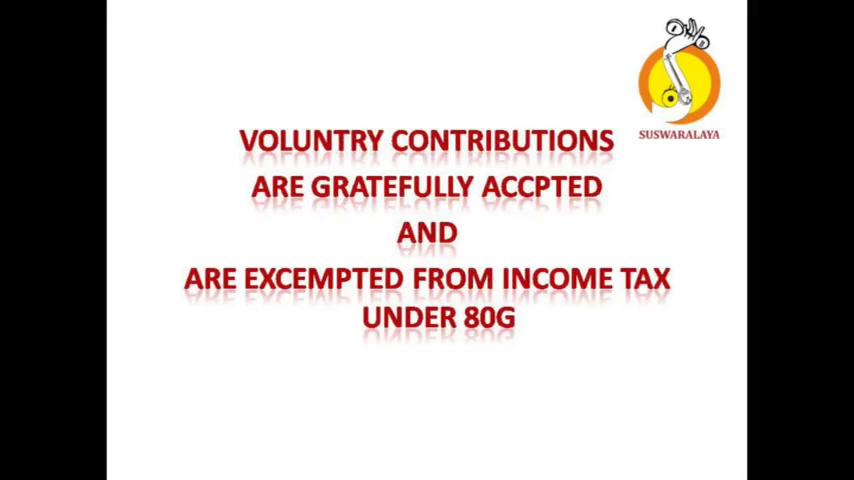 SUSWARALAYA
VOLUNTRY CONTRIBUTIONS
ARE GRATEFULLY ACCPTED
AND
ARE EXCEMPTED FROM INCOME TAX
UNDER 80G